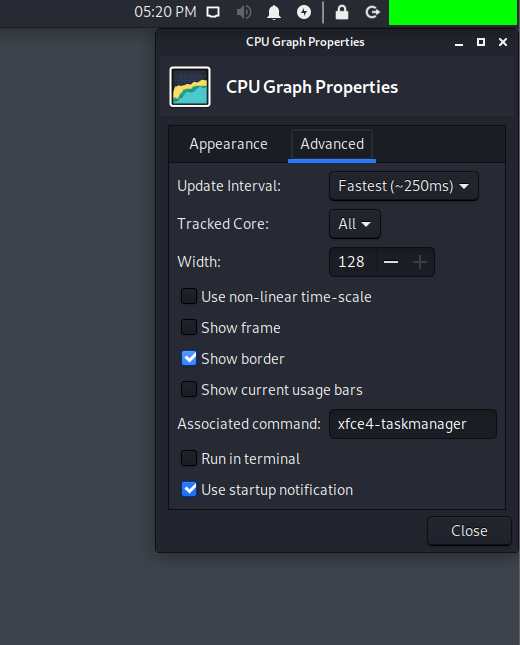 05:20 PM
CPU Graph Properties
CPU Graph Properties
Appearance Advanced
Update Interval: Fastest (~250ms)
Tracked Core: All
Width: 128
Use non-linear time-scale
Show frame
Show border
Show current usage bars
Associated command: xfce4-taskmanager
Run in terminal
Use startup notification
Close